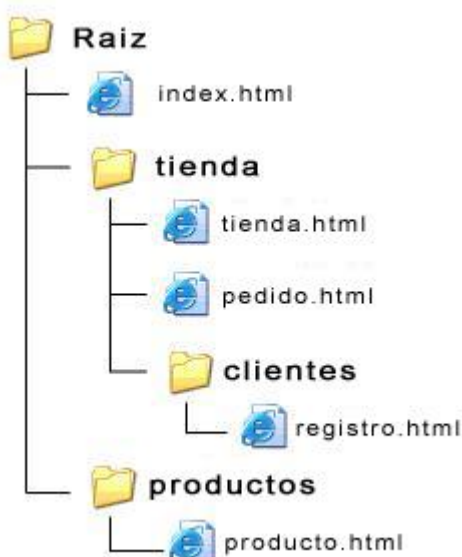 Raiz
index.html
tienda
tienda.html
pedido.html
clientes
registro.html
productos
producto.html